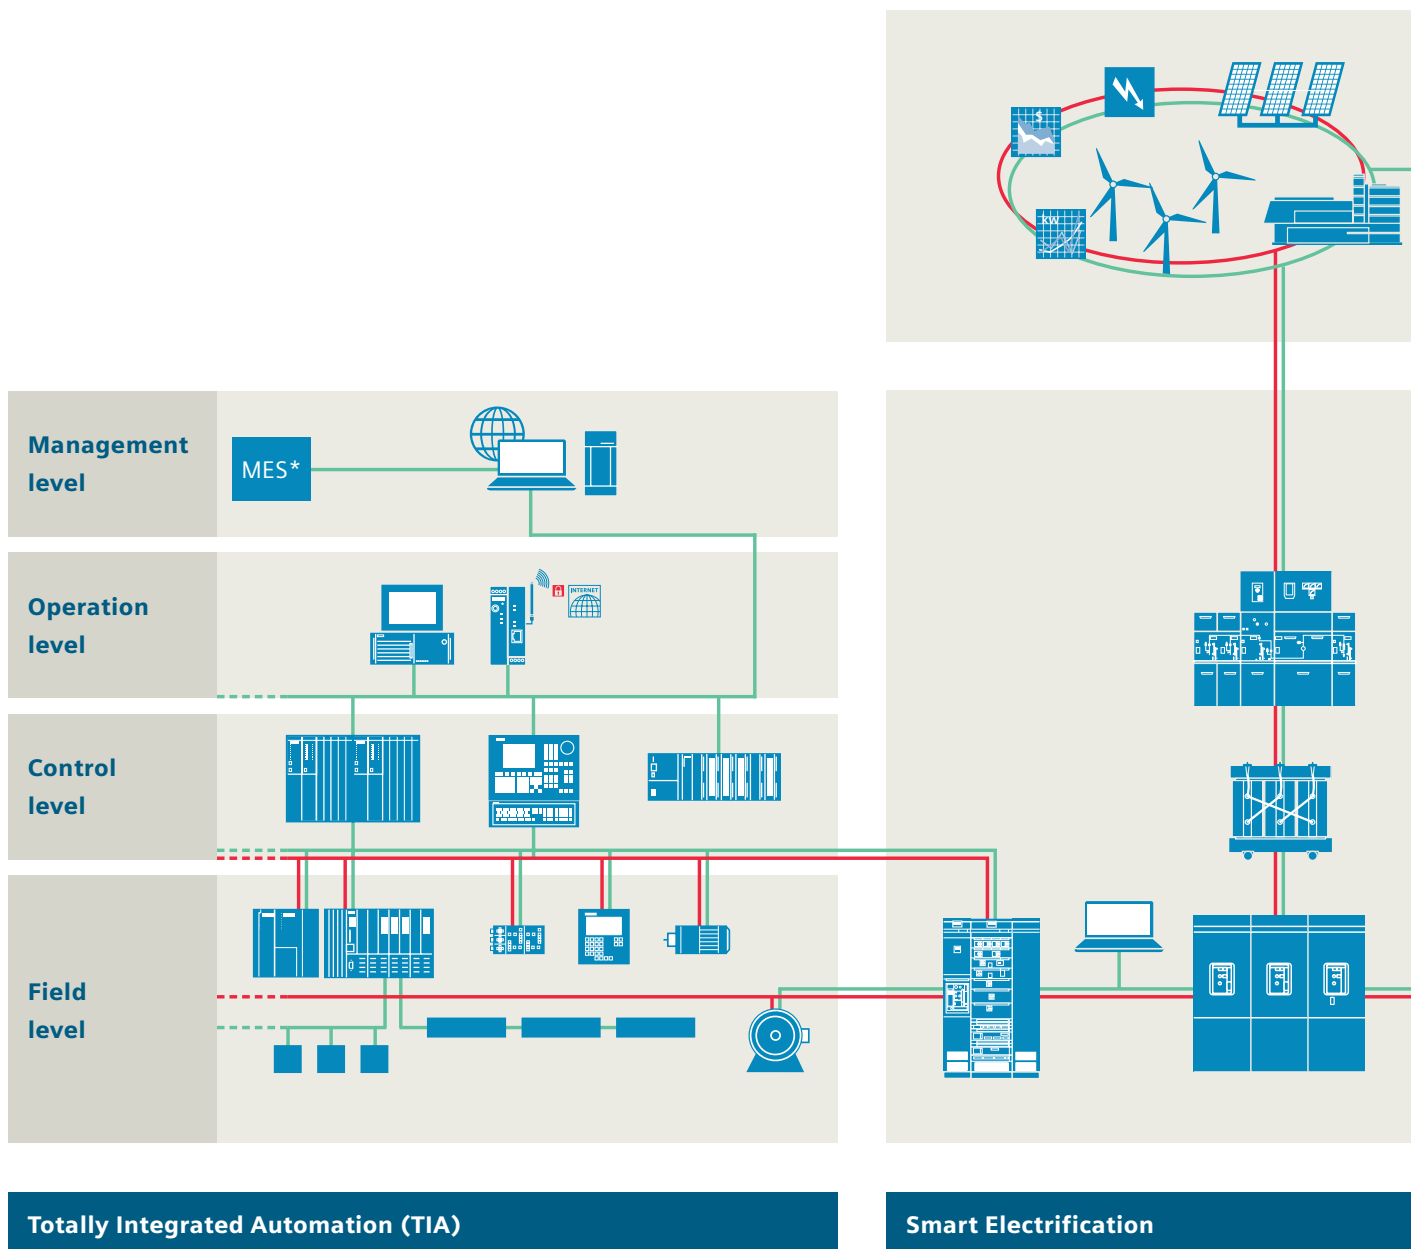 $
KW
Management
level
MES*
Operation
level
INTERNET
Control
level
Field
level
Totally Integrated Automation (TIA)
Smart Electrification